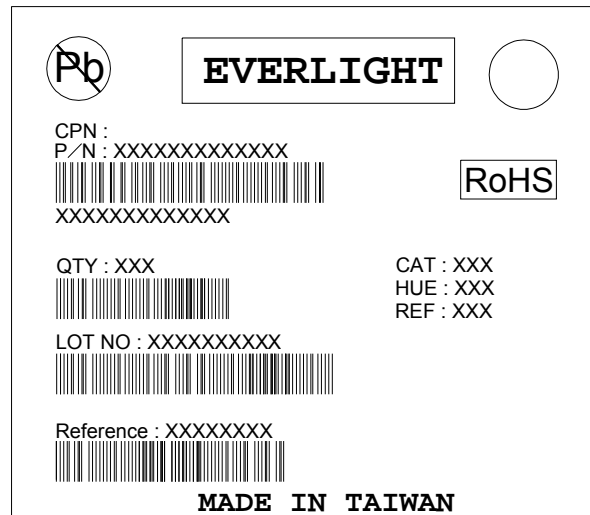 Pb
EVERLIGHT
CPN :
P/N : XXXXXXXXXXXXX
RoHS
XXXXXXXXXXXXX
QTY : XXX
CAT : XXX
HUE : XXX
REF : XXX
LOT NO : XXXXXXXXXX
Reference : XXXXXXXX
MADE IN TAIWAN